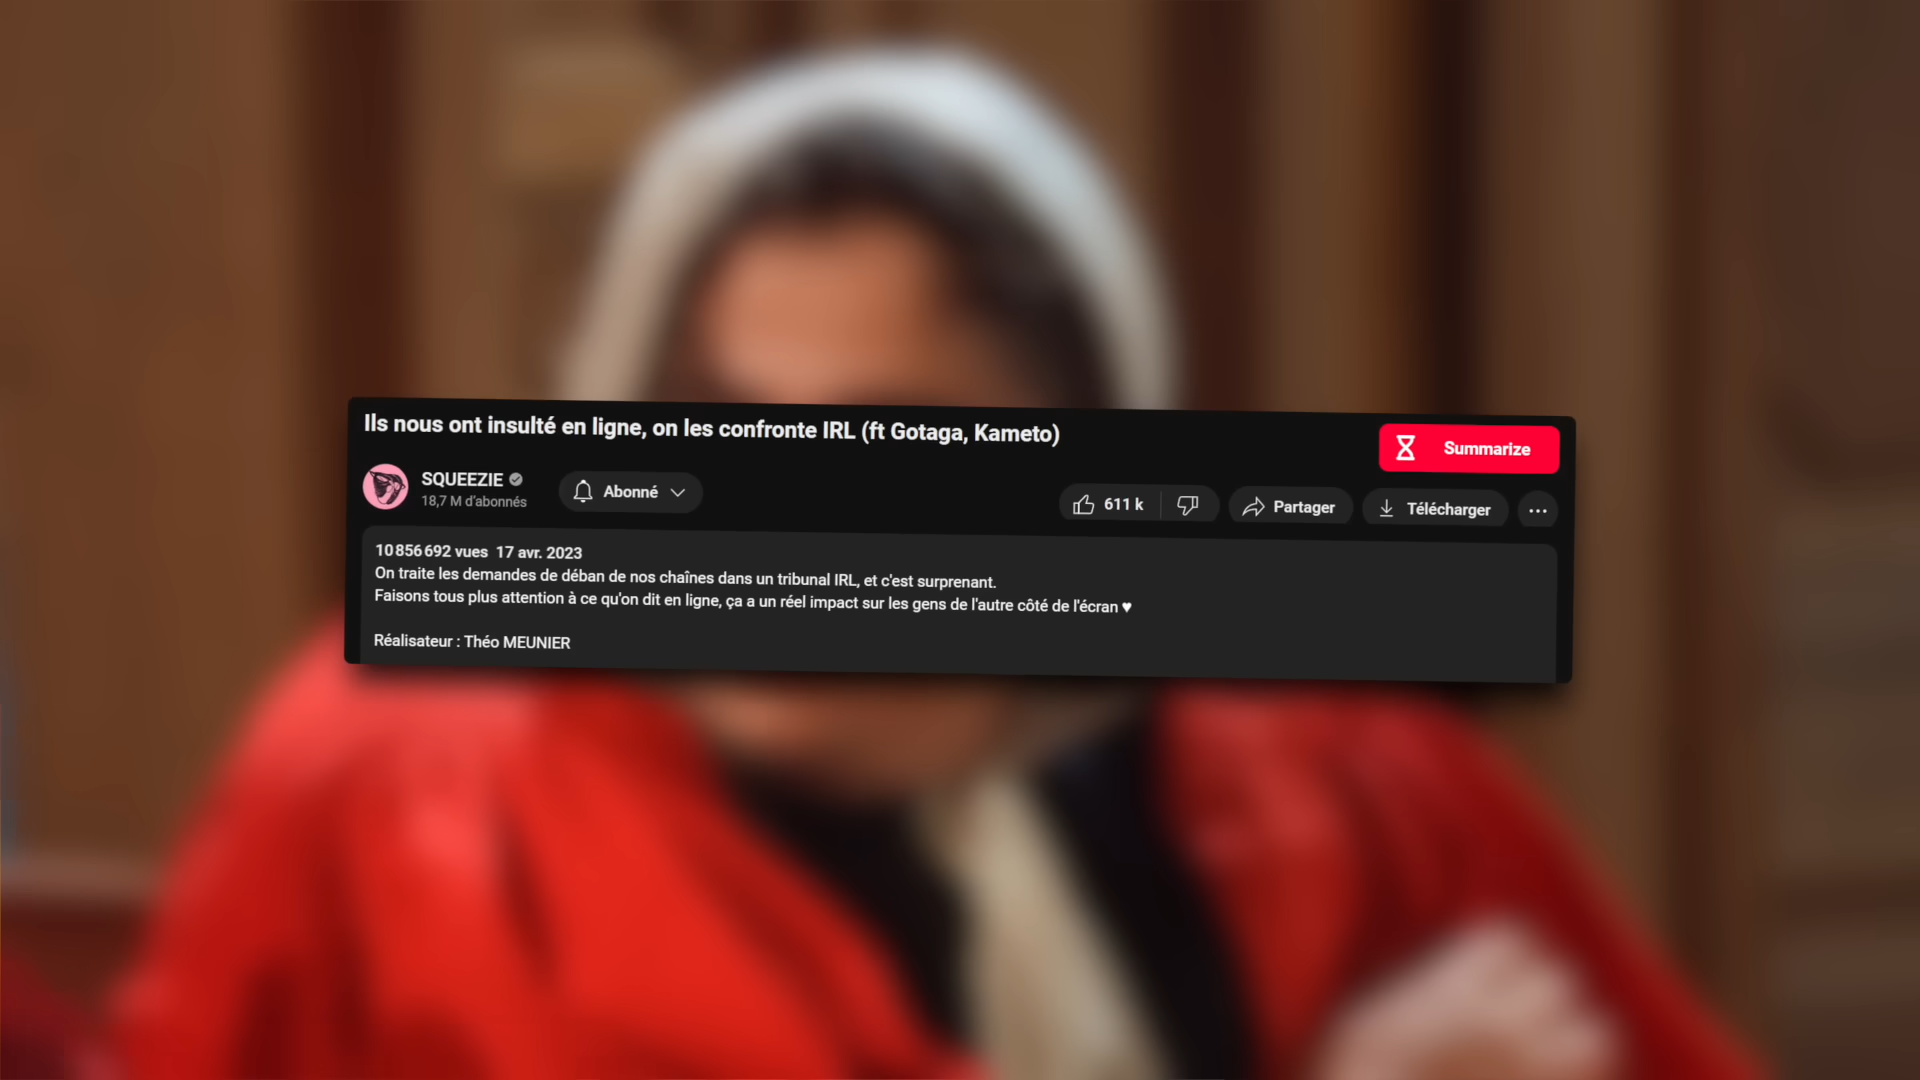 Ils nous ont insulté en ligne, on les confronte IRL (ft Gotaga, Kameto)
Summarize
SQUEEZIE
18,7 M d'abonnés
Abonné
611 k
Partager
Télécharger
10 856 692 vues 17 avr. 2023
On traite les demandes de déban de nos chaînes dans un tribunal IRL, et c'est surprenant.
Faisons tous plus attention à ce qu'on dit en ligne, ça a un réel impact sur les gens de l'autre côté de l'écran ♥
Réalisateur : Théo MEUNIER